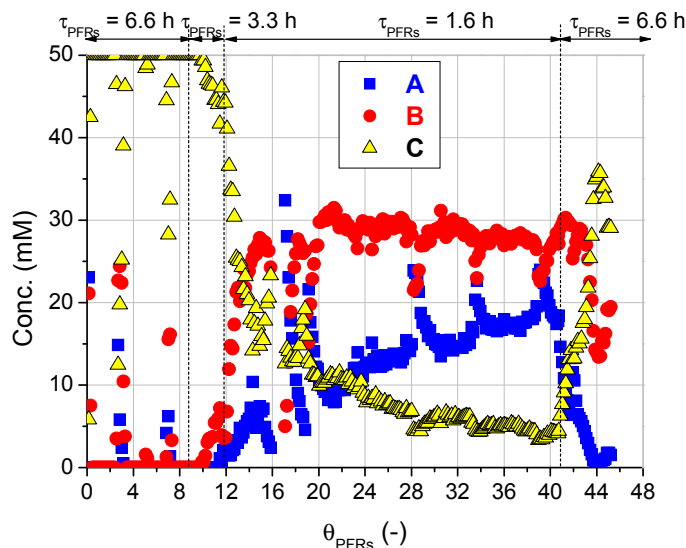 τPFRs = 6.6 h τPFRs = 3.3 h τPFRs = 1.6 h τPFRs = 6.6 h
50
40
30
20
10
0
Conc. (mM)
A
B
C
0 4 8 12 16 20 24 28 32 36 40 44 48
θPFRs (-)